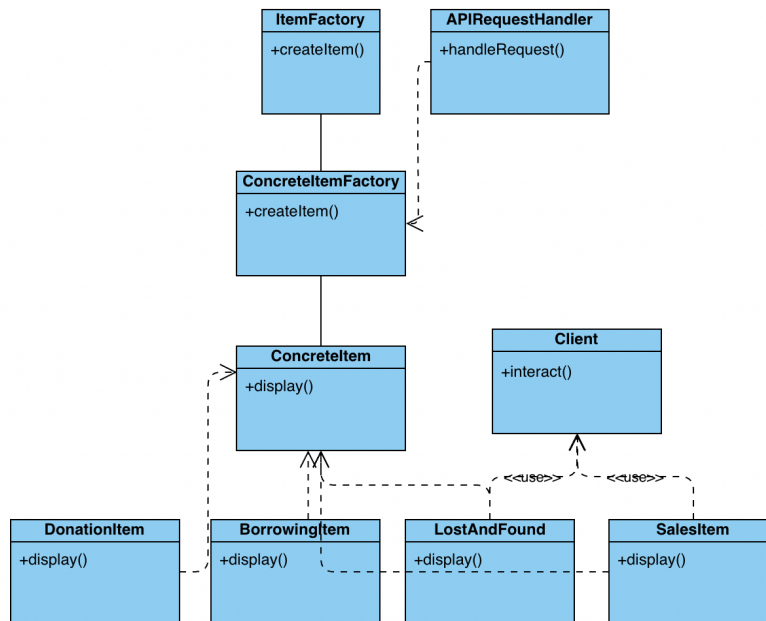 ItemFactory
+createItem()
APIRequestHandler
+handleRequest()
ConcreteItemFactory
+createItem()
ConcreteItem
+display()
Client
+interact()
<<use>>
<<use>>
DonationItem
+display()
BorrowingItem
+display()
LostAndFound
+display()
SalesItem
+display()